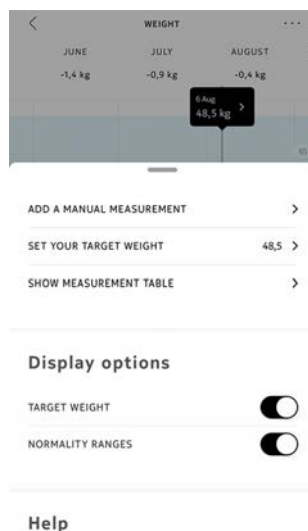 WEIGHT
JUNE JULY AUGUST
-1,4 kg -0,9 kg -0,4 kg
6 Aug
48,5 kg
65
ADD A MANUAL MEASUREMENT
SET YOUR TARGET WEIGHT 48,5
SHOW MEASUREMENT TABLE
Display options
TARGET WEIGHT
NORMALITY RANGES
Help